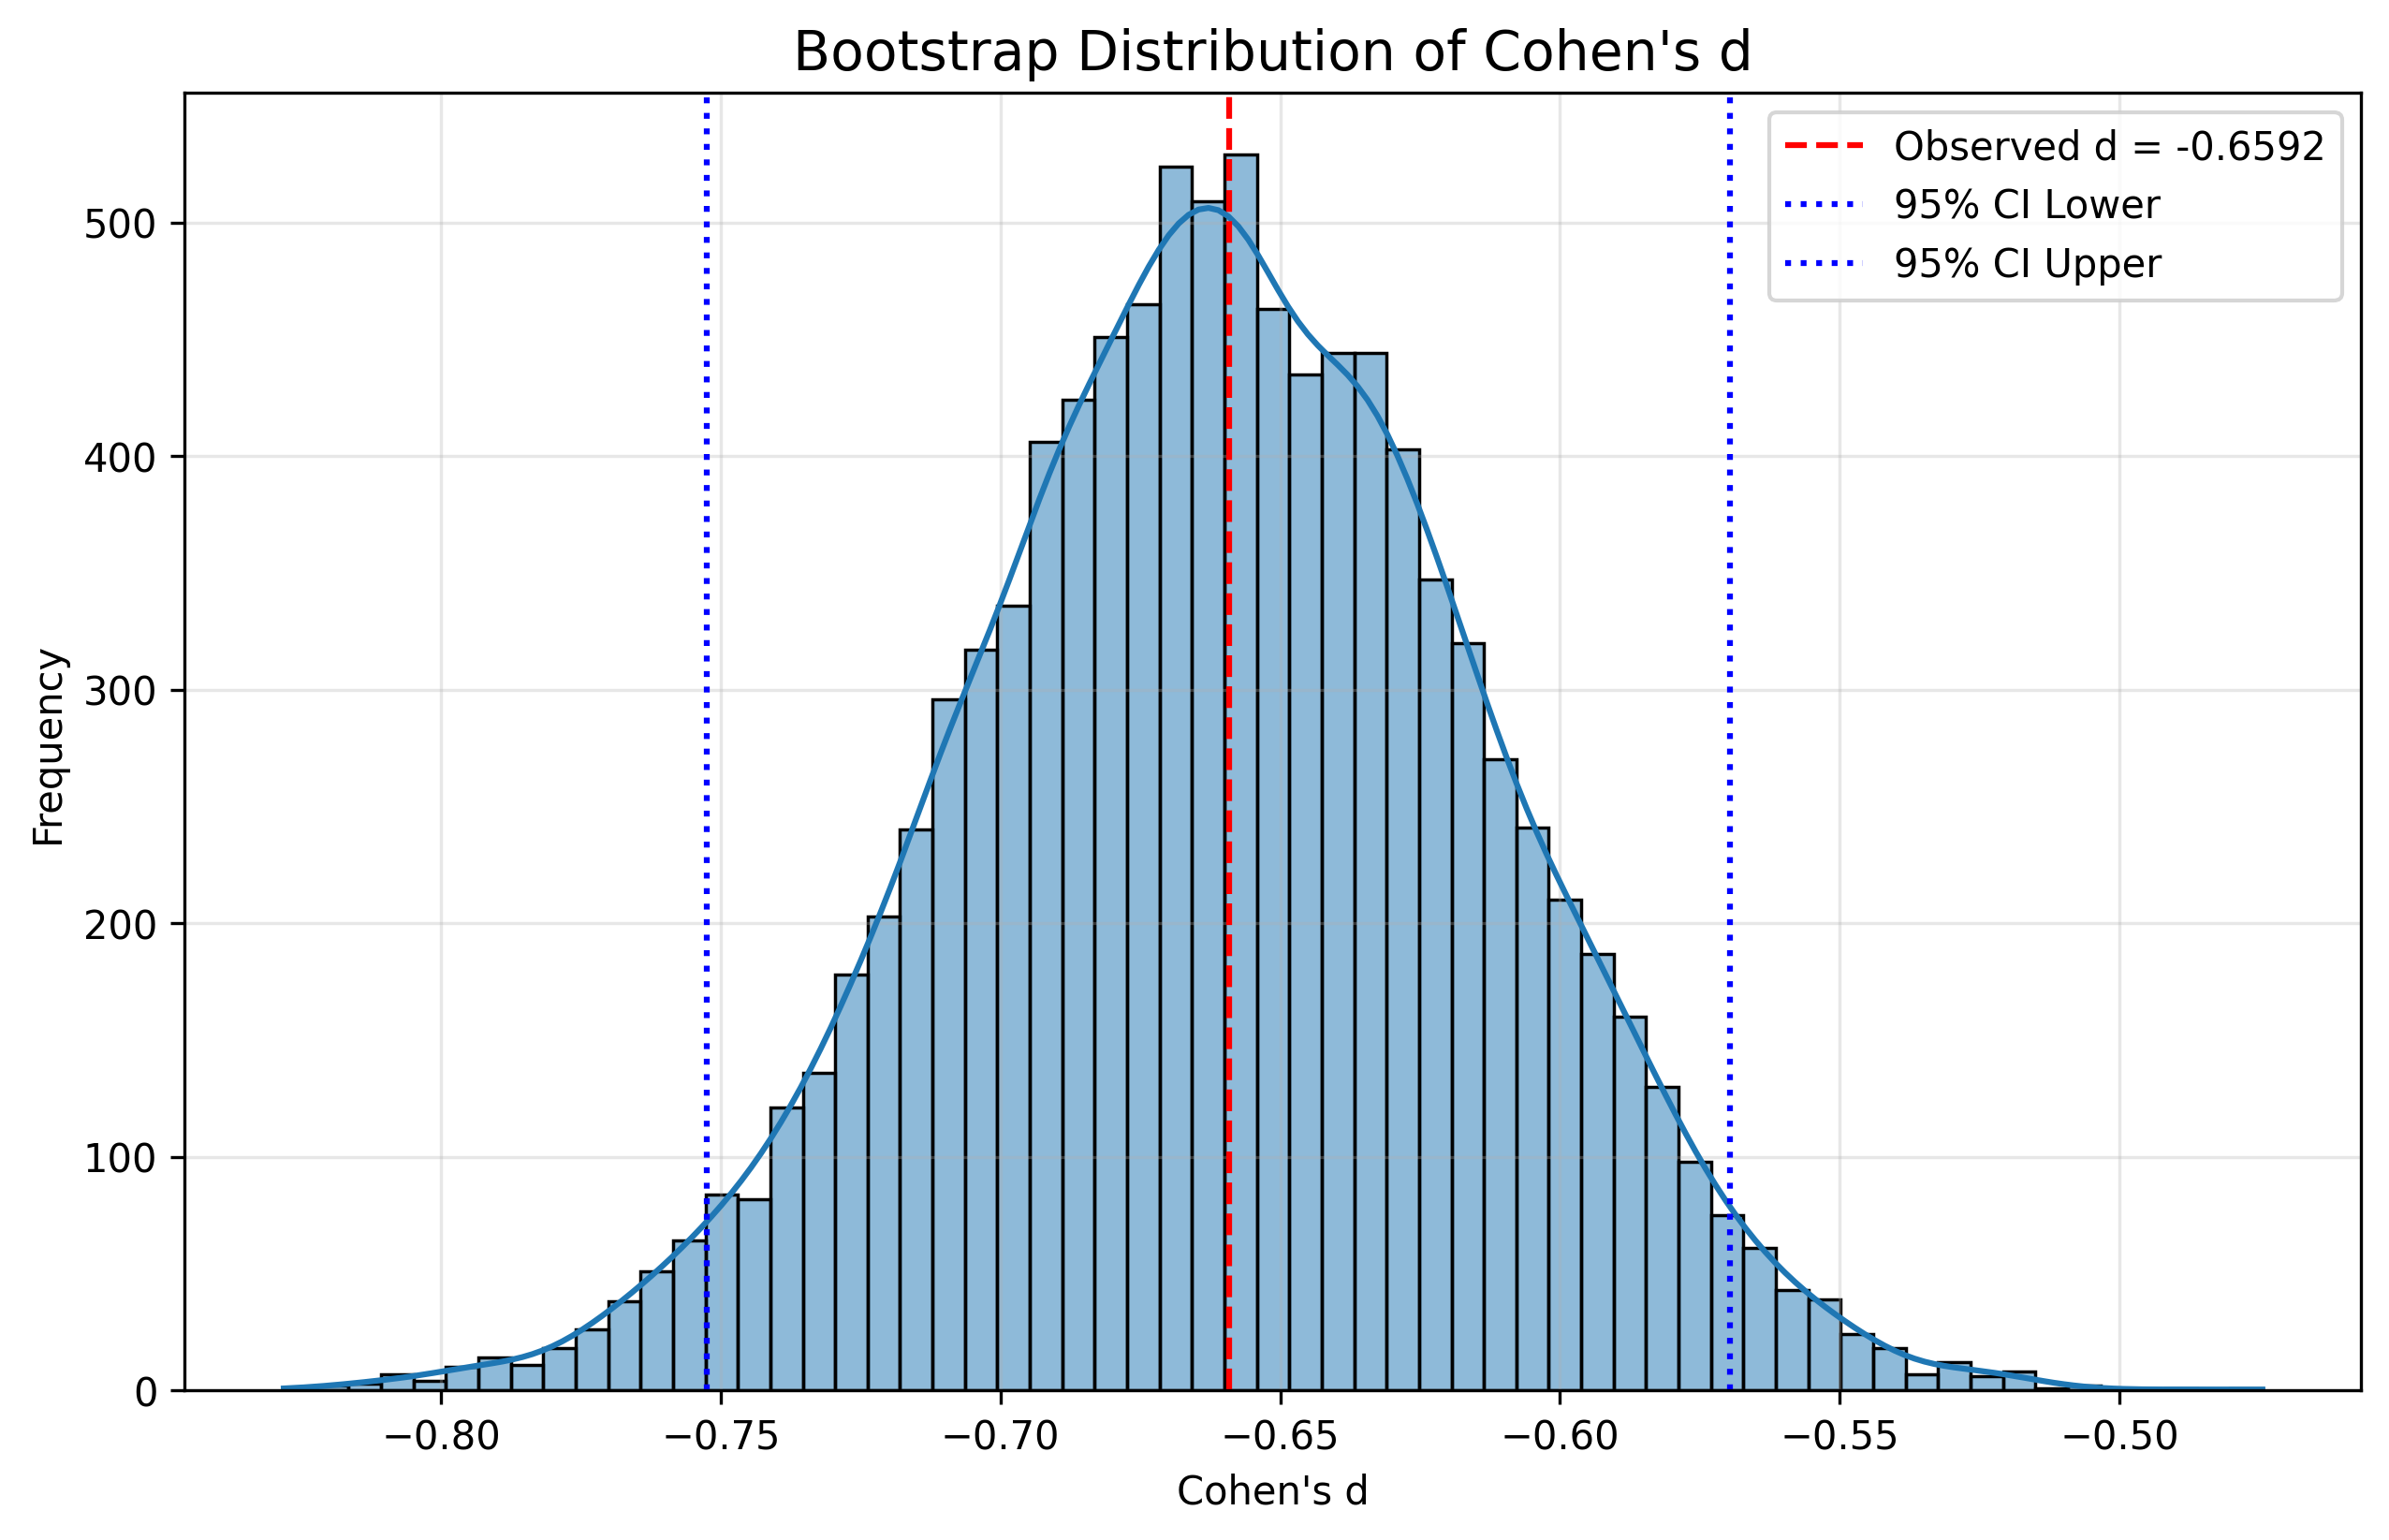 Bootstrap Distribution of Cohen's d
Observed d = -0.6592
95% CI Lower
95% CI Upper
Frequency
500
400
300
200
100
0
−0.80 −0.75 −0.70 −0.65 −0.60 −0.55 −0.50
Cohen's d